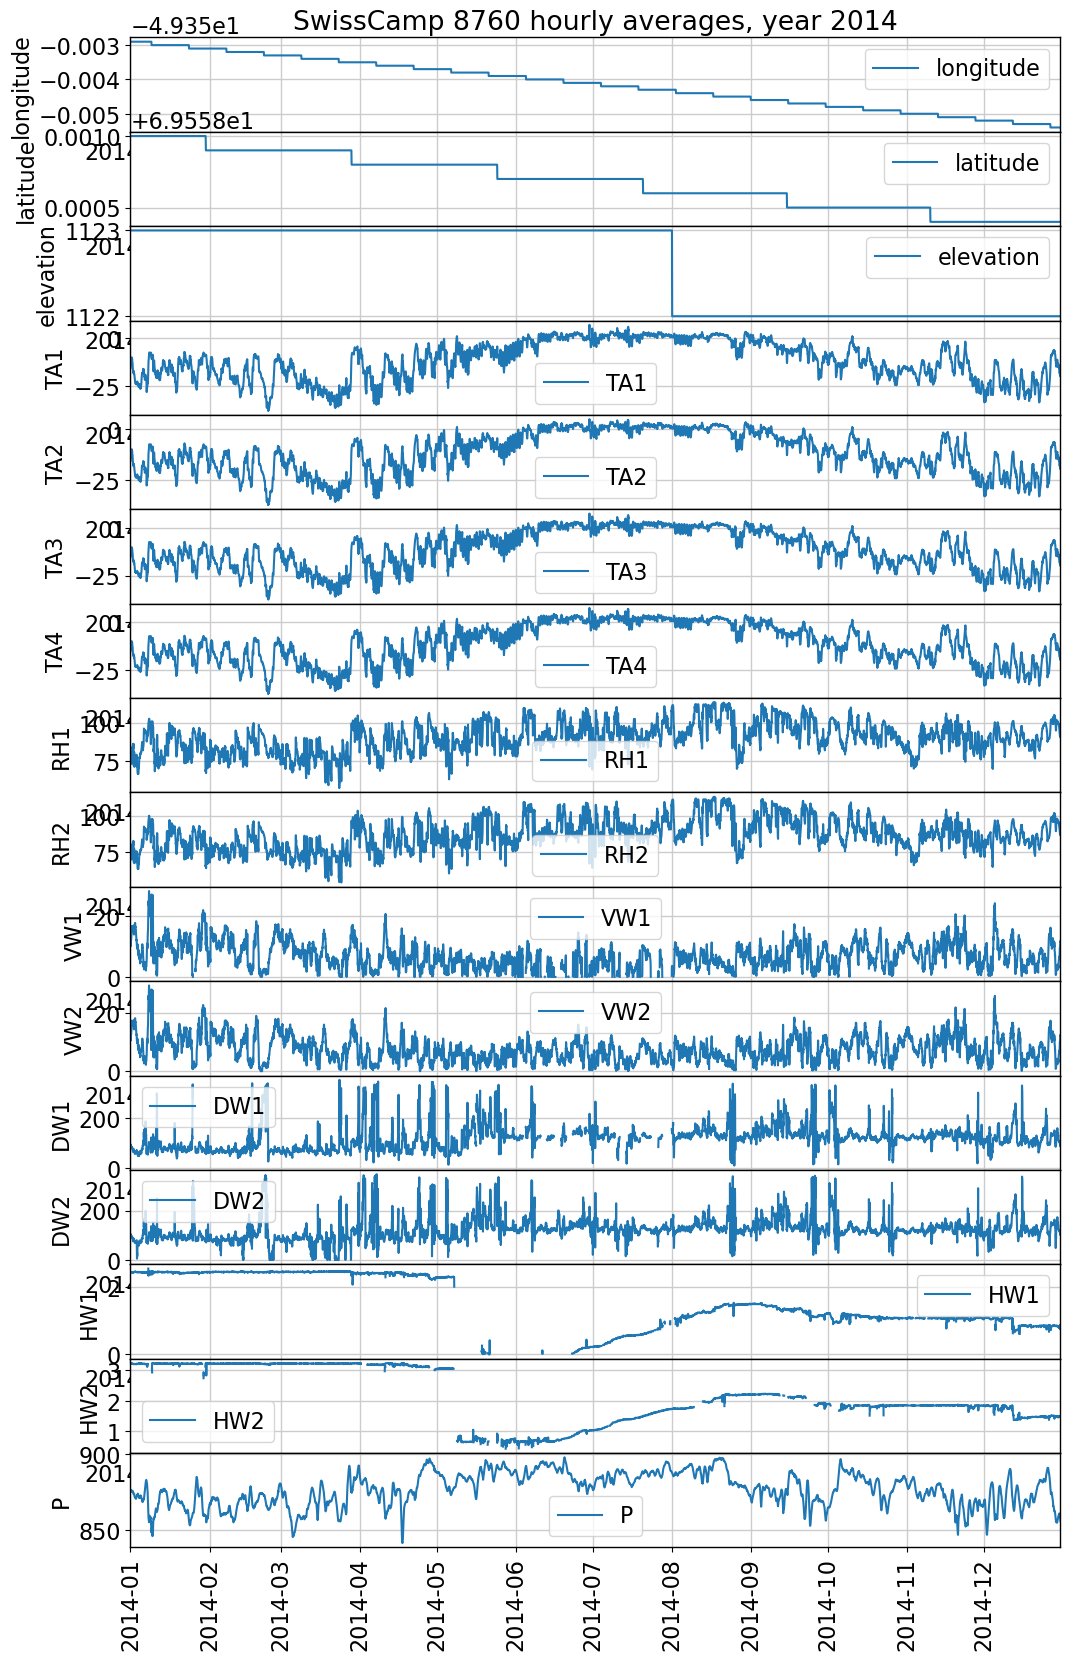 SwissCamp 8760 hourly averages, year 2014
−4.935e1
−0.003
−0.004
−0.005
longitude
longitude
+6.9558e1
0.0010
0.0005
latitude
latitude
1123
1122
elevation
elevation
0
−25
TA1
TA1
0
−25
TA2
TA2
0
−25
TA3
TA3
0
−25
TA4
TA4
100
75
RH1
RH1
100
75
RH2
RH2
20
0
VW1
VW1
20
0
VW2
VW2
200
0
DW1
DW1
200
0
DW2
DW2
2
0
HW1
HW1
3
2
1
HW2
HW2
900
850
P
P
2014-01
2014-02
2014-03
2014-04
2014-05
2014-06
2014-07
2014-08
2014-09
2014-10
2014-11
2014-12